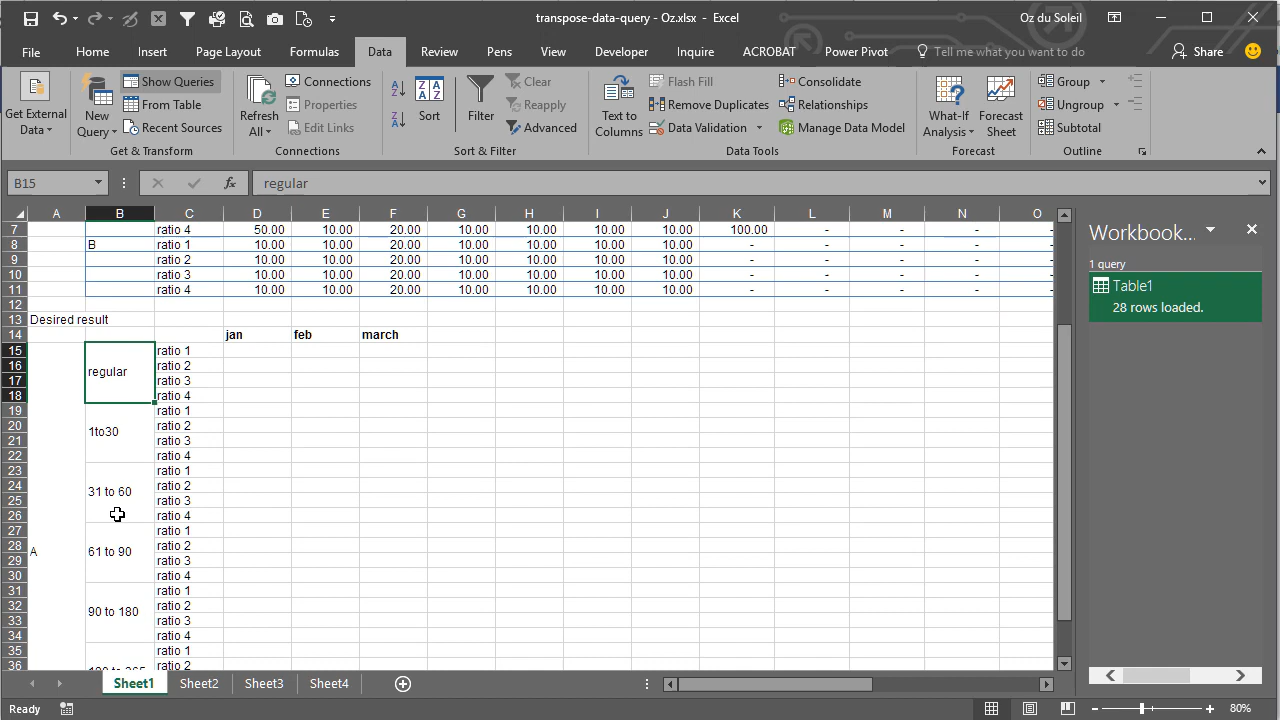 transpose-data-query - Oz.xlsx - Excel
Oz du Soleil
File Home Insert Page Layout Formulas Data Review Pens View Developer Inquire ACROBAT Power Pivot Tell me what you want to do Share
Get External Data
New Query
Show Queries
From Table
Recent Sources
Get & Transform
Refresh All
Connections
Properties
Edit Links
Connections
Sort
Filter
Clear
Reapply
Advanced
Sort & Filter
Text to Columns
Flash Fill
Remove Duplicates
Data Validation
Consolidate
Relationships
Manage Data Model
Data Tools
What-If Analysis
Forecast Sheet
Forecast
Group
Ungroup
Subtotal
Outline
B15 fx regular
A B C D E F G H I J K L M N O
7 ratio 4 50.00 10.00 20.00 10.00 10.00 10.00 10.00 100.00 - - - -
8 B ratio 1 10.00 10.00 20.00 10.00 10.00 10.00 10.00 - - - - -
9 ratio 2 10.00 10.00 20.00 10.00 10.00 10.00 10.00 - - - - -
10 ratio 3 10.00 10.00 20.00 10.00 10.00 10.00 10.00 - - - - -
11 ratio 4 10.00 10.00 20.00 10.00 10.00 10.00 10.00 - - - - -
12
13 Desired result
14 jan feb march
15 ratio 1
16 regular ratio 2
17 ratio 3
18 ratio 4
19 ratio 1
20 1to30 ratio 2
21 ratio 3
22 ratio 4
23 ratio 1
24 31 to 60 ratio 2
25 ratio 3
26 ratio 4
27 ratio 1
28 A 61 to 90 ratio 2
29 ratio 3
30 ratio 4
31 ratio 1
32 90 to 180 ratio 2
33 ratio 3
34 ratio 4
35 ratio 1
36 ratio 2
Workbook...
1 query
Table1
28 rows loaded.
Sheet1 Sheet2 Sheet3 Sheet4
Ready
80%